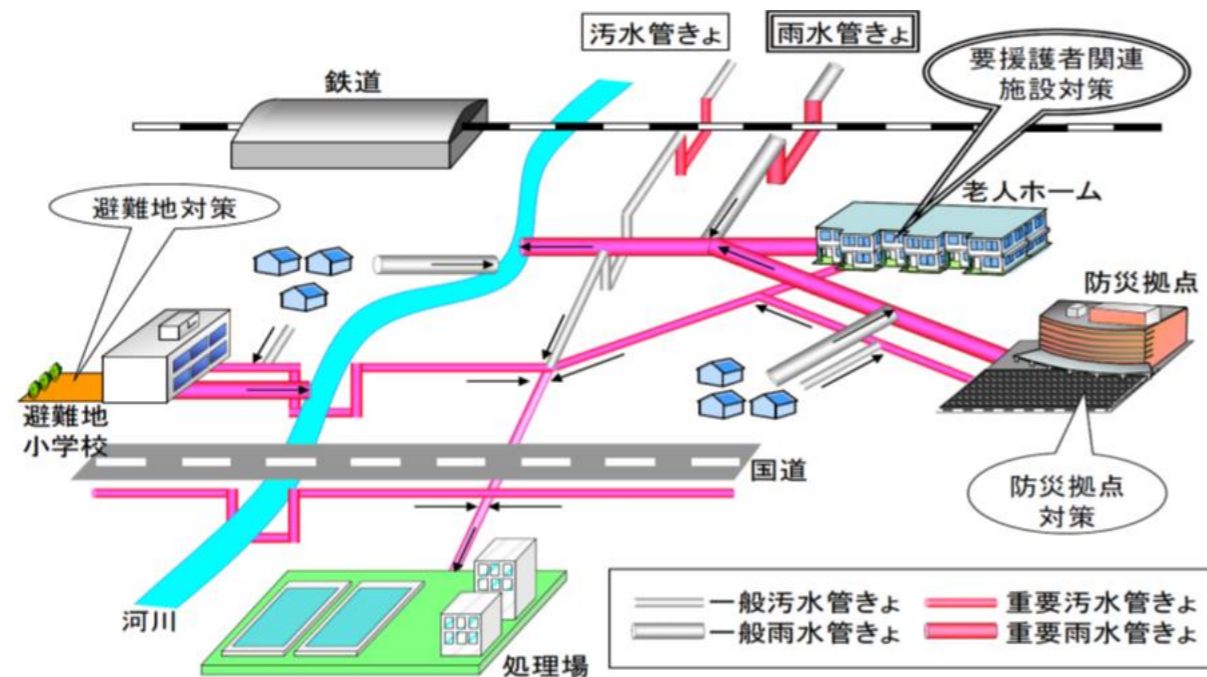 汚水管きょ
雨水管きょ
要援護者関連
施設対策
鉄道
避難地対策
老人ホーム
防災拠点
避難地
小学校
国道
防災拠点
対策
河川
処理場
一般汚水管きょ
重要汚水管きょ
一般雨水管きょ
重要雨水管きょ